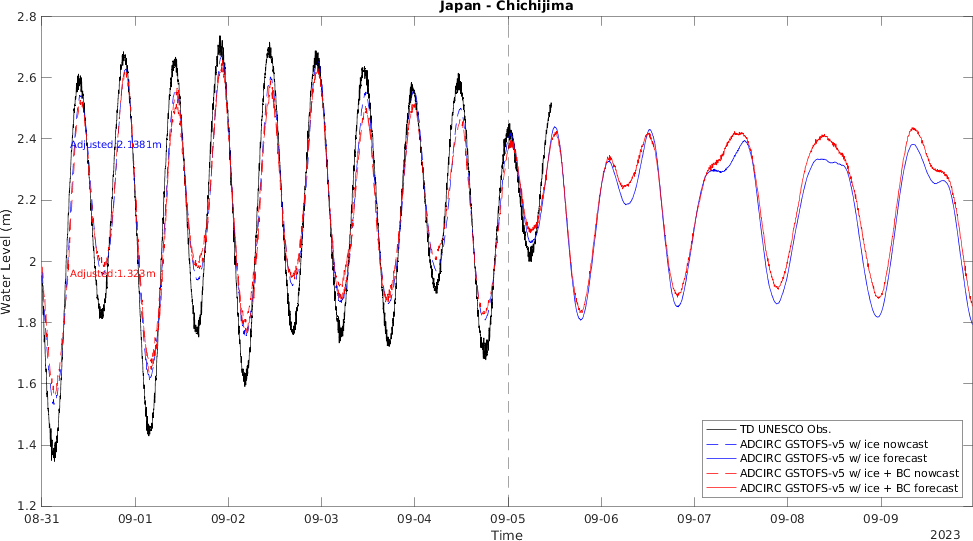 Japan - Chichijima
2.8
2.6
2.4
2.2
2
1.8
1.6
1.4
1.2
Water Level (m)
Adjusted:2.1381m
Adjusted:1.323m
TD UNESCO Obs.
ADCIRC GSTOFS-v5 w/ ice nowcast
ADCIRC GSTOFS-v5 w/ ice forecast
ADCIRC GSTOFS-v5 w/ ice + BC nowcast
ADCIRC GSTOFS-v5 w/ ice + BC forecast
08-31 09-01 09-02 09-03 09-04 09-05 09-06 09-07 09-08 09-09
Time
2023